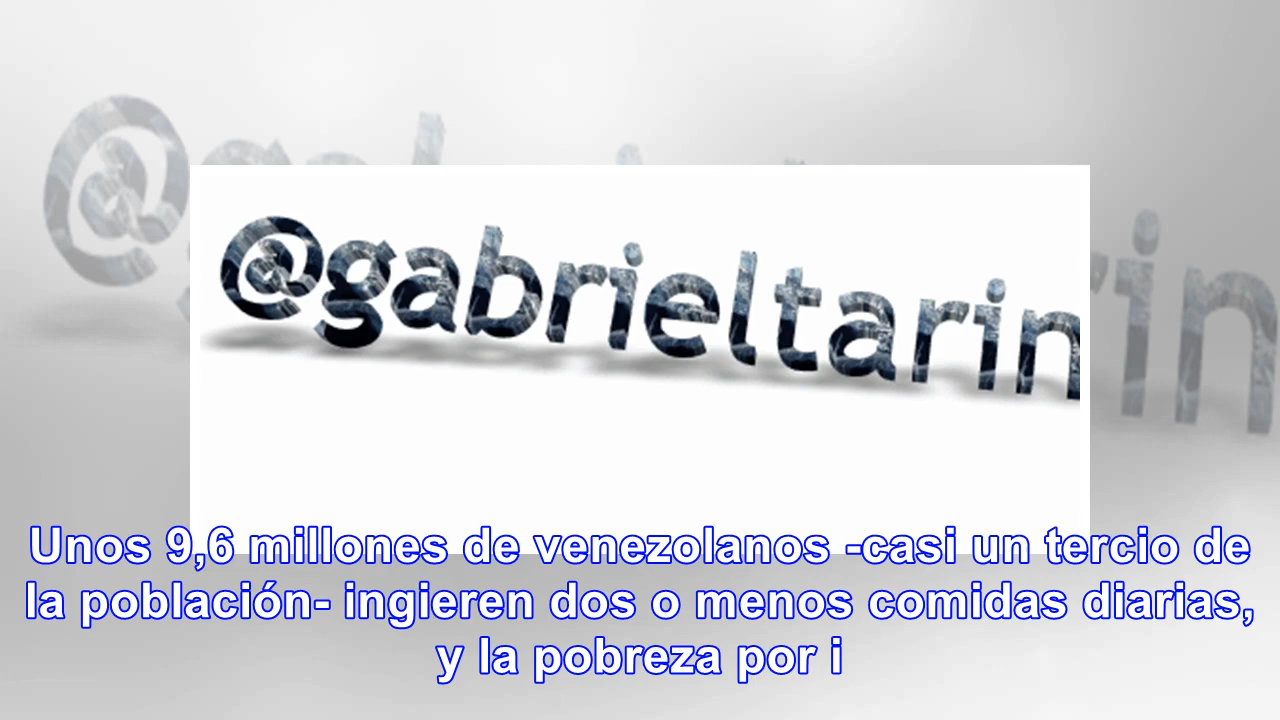 @gabrieltarin
Unos 9,6 millones de venezolanos -casi un tercio de
la población- ingieren dos o menos comidas diarias,
y la pobreza por i